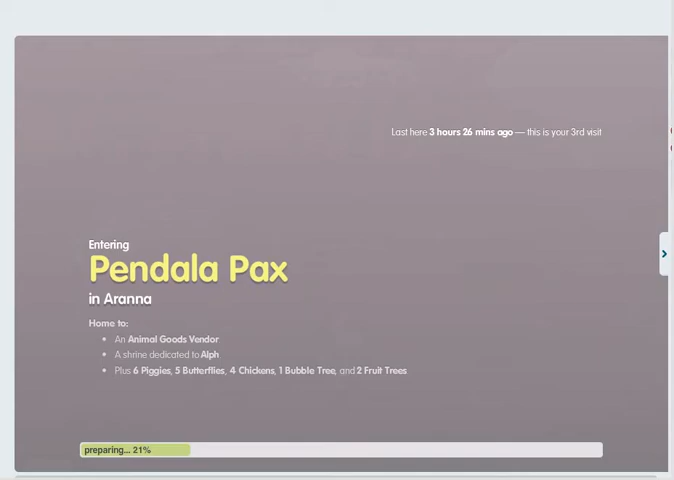 Last here 3 hours 26 mins ago — this is your 3rd visit
Entering
Pendala Pax
in Aranna
Home to:
• An Animal Goods Vendor
• A shrine dedicated to Alph
• Plus 6 Piggies, 5 Butterflies, 4 Chickens, 1 Bubble Tree, and 2 Fruit Trees
preparing... 21%